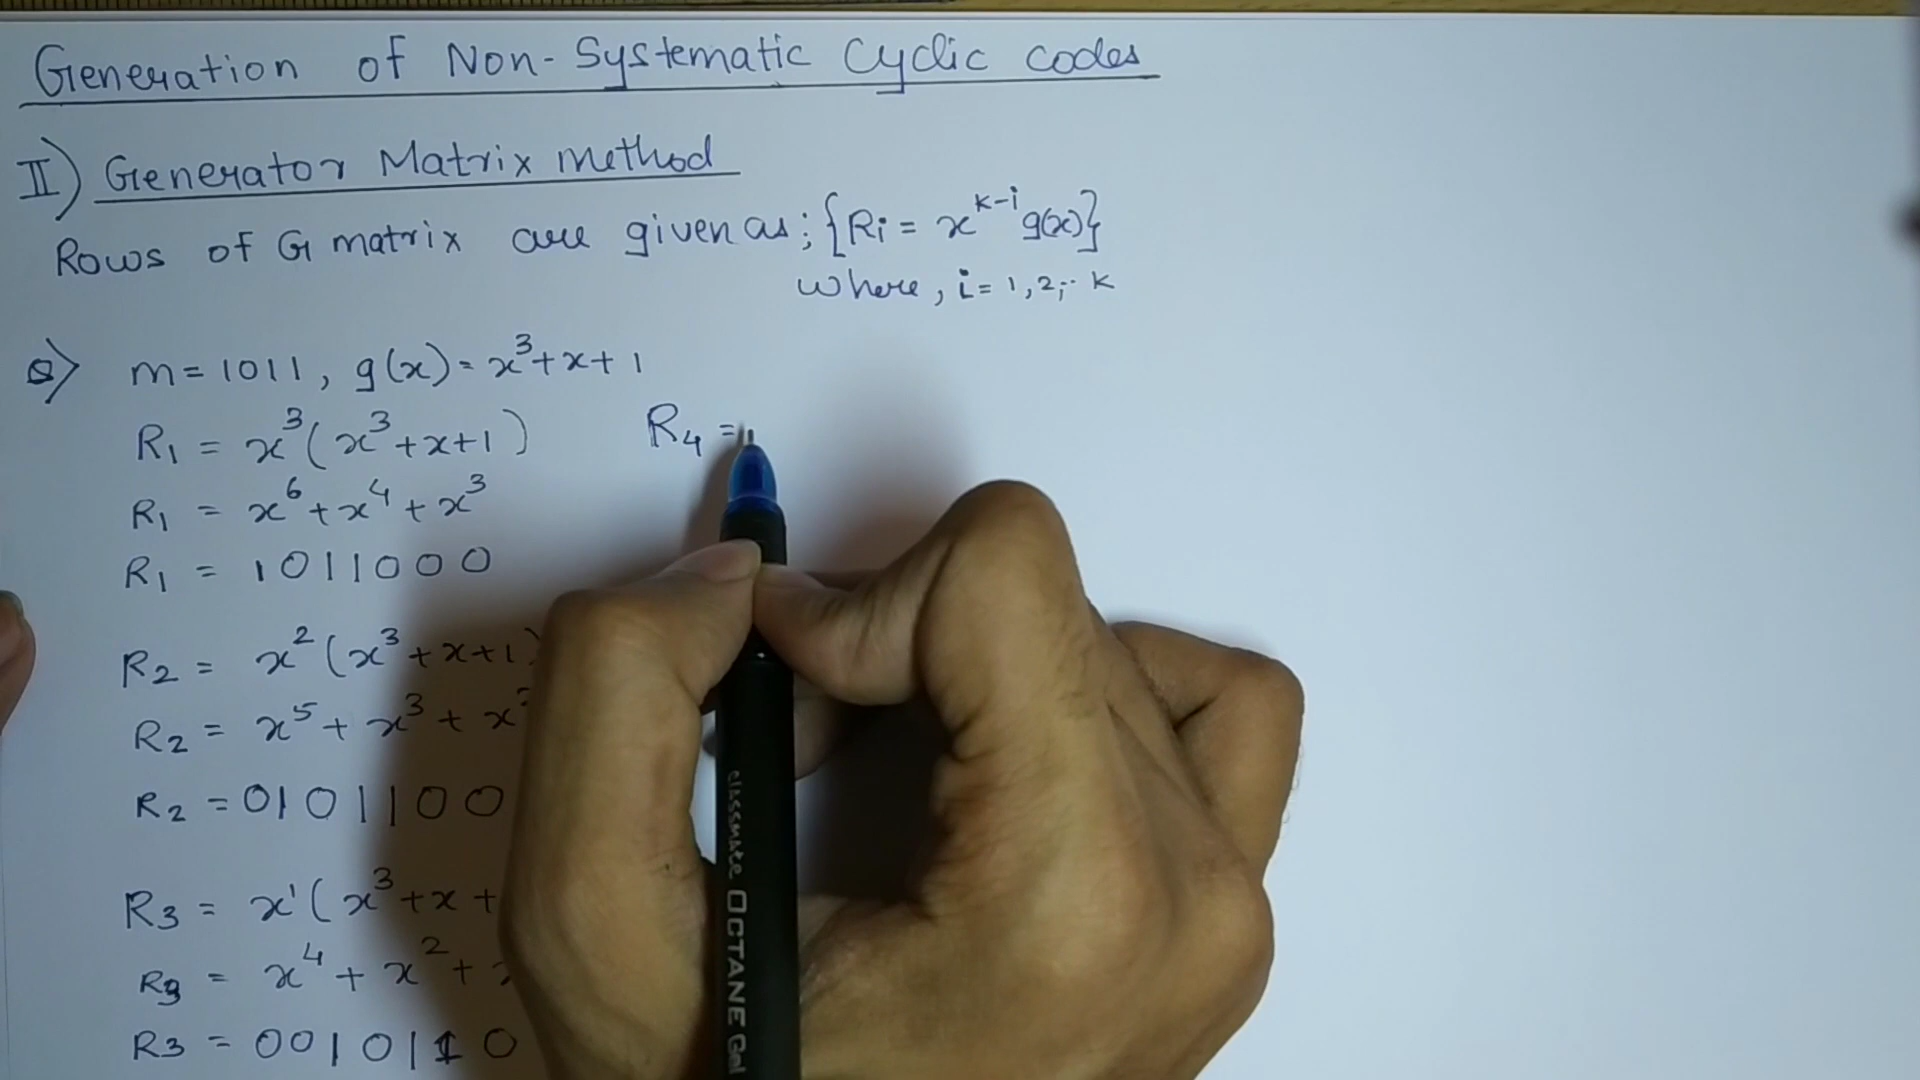 Generation of Non-Systematic Cyclic codes
II) Generator Matrix method
Rows of G matrix are given as; {Ri = x^(k-i) g(x)}
where, i = 1, 2, .. k
Q) m = 1011, g(x) = x³ + x + 1
R1 = x³(x³ + x + 1)
R1 = x⁶ + x⁴ + x³
R1 = 1011000
R2 = x²(x³ + x + 1)
R2 = x⁵ + x³ + x²
R2 = 0101100
R3 = x¹(x³ + x +
R3 = x⁴ + x² +
R3 = 0010110
R4 =
classmate OCTANE Gel